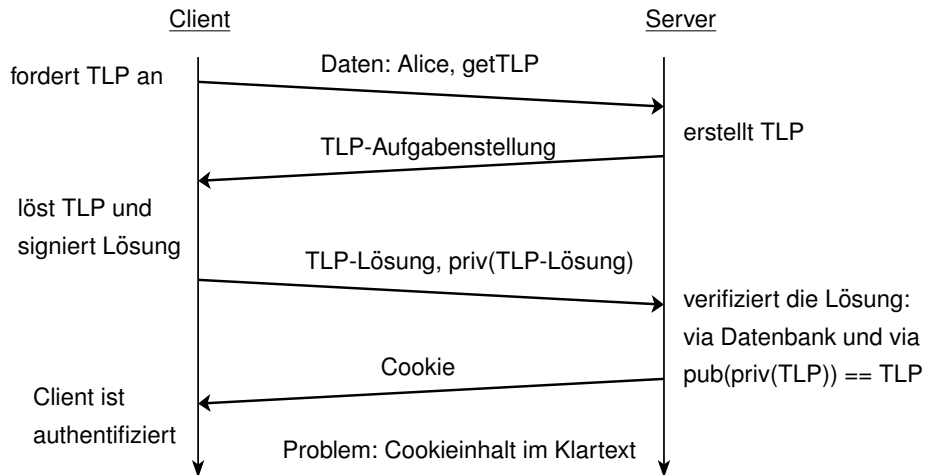 Client
Server
fordert TLP an
Daten: Alice, getTLP
erstellt TLP
TLP-Aufgabenstellung
löst TLP und
signiert Lösung
TLP-Lösung, priv(TLP-Lösung)
verifiziert die Lösung:
via Datenbank und via
pub(priv(TLP)) == TLP
Cookie
Client ist
authentifiziert
Problem: Cookieinhalt im Klartext